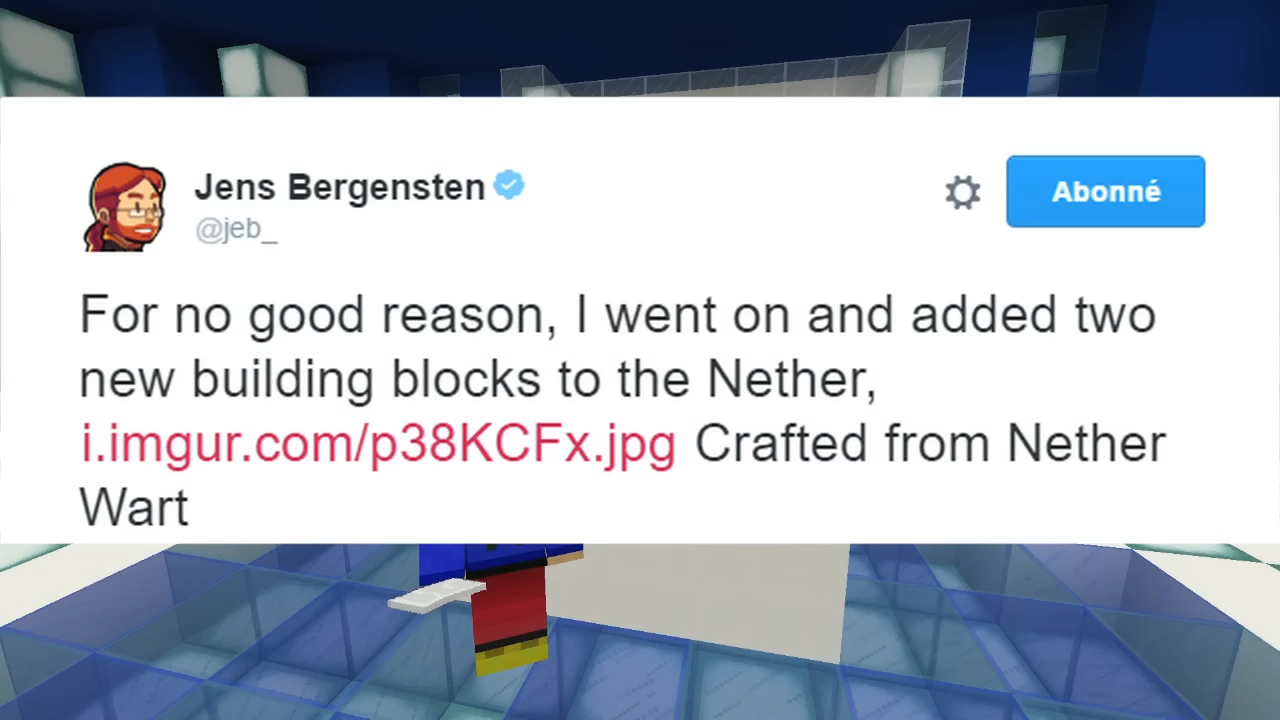 Jens Bergensten
@jeb_
Abonné
For no good reason, I went on and added two
new building blocks to the Nether,
i.imgur.com/p38KCFx.jpg Crafted from Nether
Wart